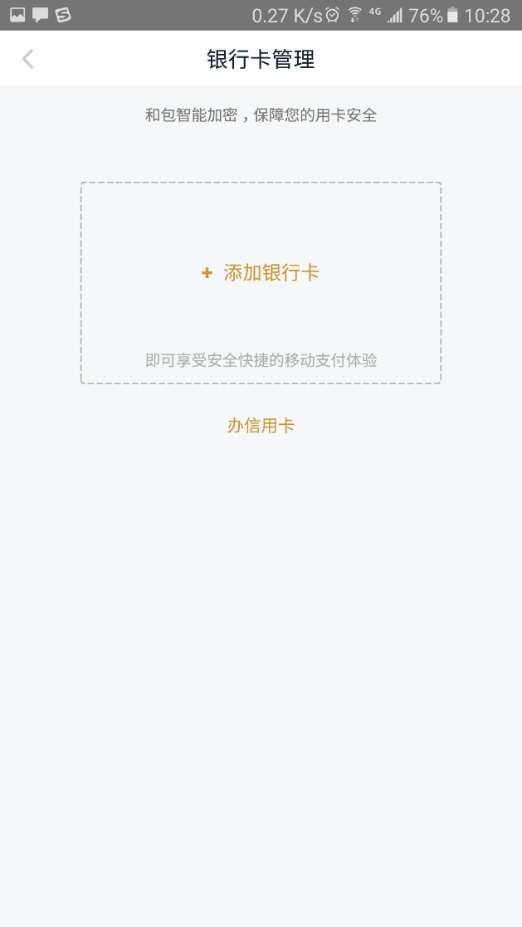 0.27 K/s 4G 76% 10:28
银行卡管理
和包智能加密，保障您的用卡安全
+ 添加银行卡
即可享受安全快捷的移动支付体验
办信用卡